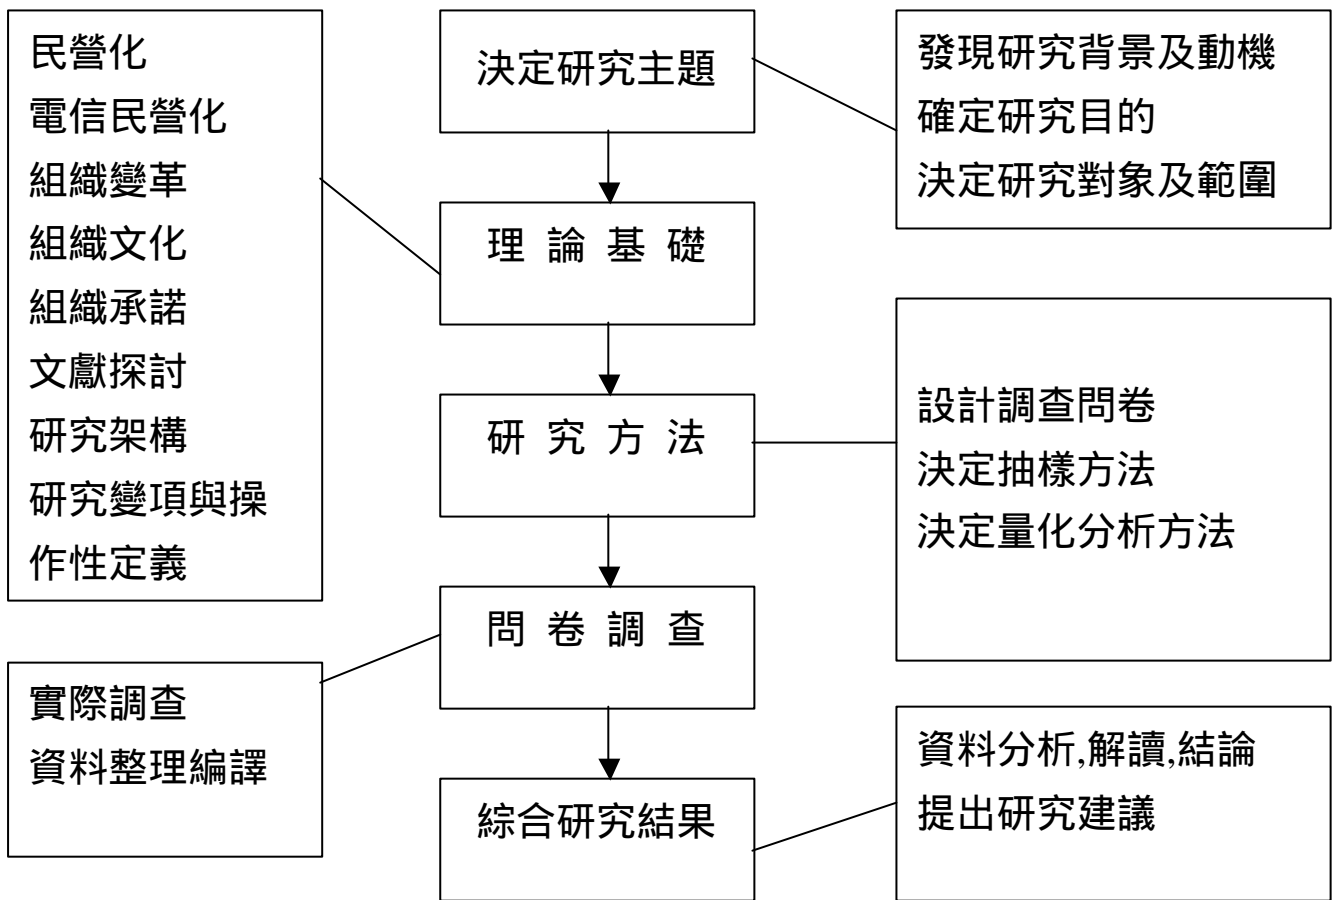 民營化
電信民營化
組織變革
組織文化
組織承諾
文獻探討
研究架構
研究變項與操
作性定義
決定研究主題
發現研究背景及動機
確定研究目的
決定研究對象及範圍
理 論 基 礎
研 究 方 法
設計調查問卷
決定抽樣方法
決定量化分析方法
問 卷 調 查
實際調查
資料整理編譯
綜合研究結果
資料分析,解讀,結論
提出研究建議